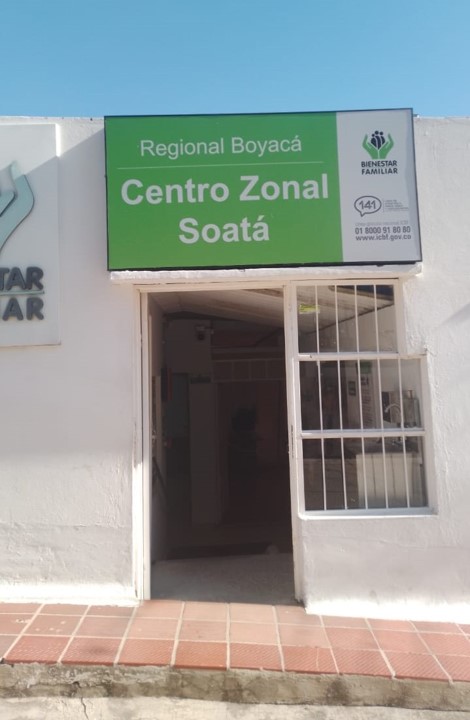 Regional Boyacá
Centro Zonal
Soatá
BIENESTAR
FAMILIAR
141
01 8000 91 80 80
www.icbf.gov.co
STAR
IAR